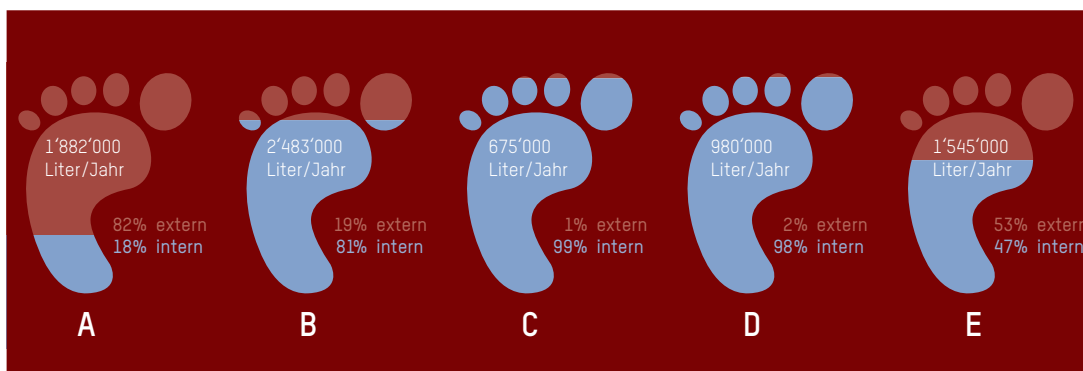 1’882’000
Liter/Jahr
82% extern
18% intern
A
2’483’000
Liter/Jahr
19% extern
81% intern
B
675’000
Liter/Jahr
1% extern
99% intern
C
980’000
Liter/Jahr
2% extern
98% intern
D
1’545’000
Liter/Jahr
53% extern
47% intern
E